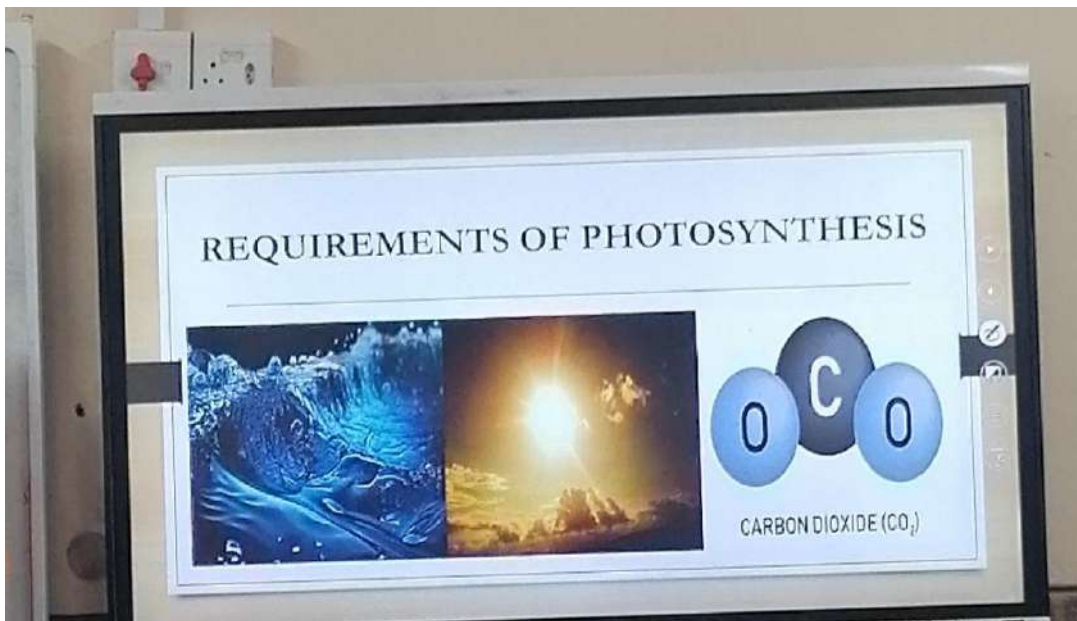 REQUIREMENTS OF PHOTOSYNTHESIS
O C O
CARBON DIOXIDE (CO₂)